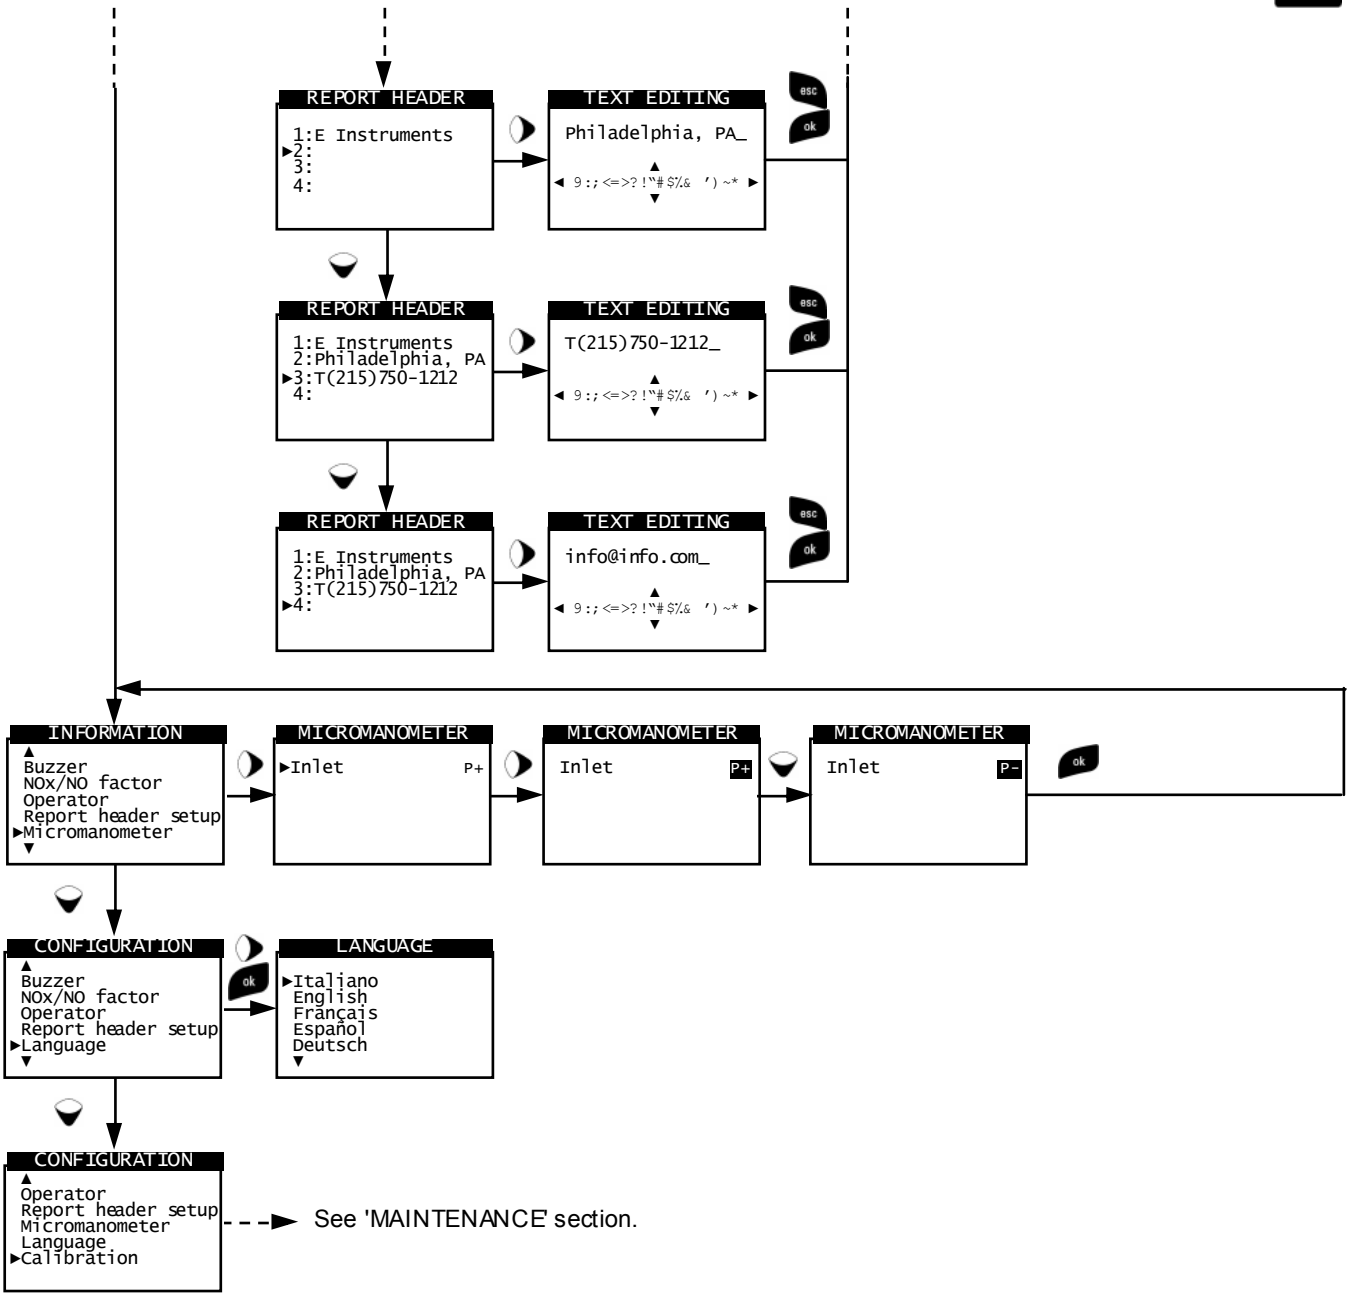 REPORT HEADER
1:E Instruments
►2:
3:
4:
TEXT EDITING
Philadelphia, PA_
▲
◄ 9:;<=>?!"#$%& ')~* ►
▼
esc
ok
REPORT HEADER
1:E Instruments
2:Philadelphia, PA
►3:T(215)750-1212
4:
TEXT EDITING
T(215)750-1212_
▲
◄ 9:;<=>?!"#$%& ')~* ►
▼
esc
ok
REPORT HEADER
1:E Instruments
2:Philadelphia, PA
3:T(215)750-1212
►4:
TEXT EDITING
info@info.com_
▲
◄ 9:;<=>?!"#$%& ')~* ►
▼
esc
ok
INFORMATION
▲
Buzzer
NOx/NO factor
Operator
Report header setup
►Micromanometer
▼
MICROMANOMETER
►Inlet P+
MICROMANOMETER
Inlet P+
MICROMANOMETER
Inlet P-
ok
CONFIGURATION
▲
Buzzer
NOx/NO factor
Operator
Report header setup
►Language
▼
ok
LANGUAGE
►Italiano
English
Français
Español
Deutsch
▼
CONFIGURATION
▲
Operator
Report header setup
Micromanometer
Language
►Calibration
See 'MAINTENANCE' section.